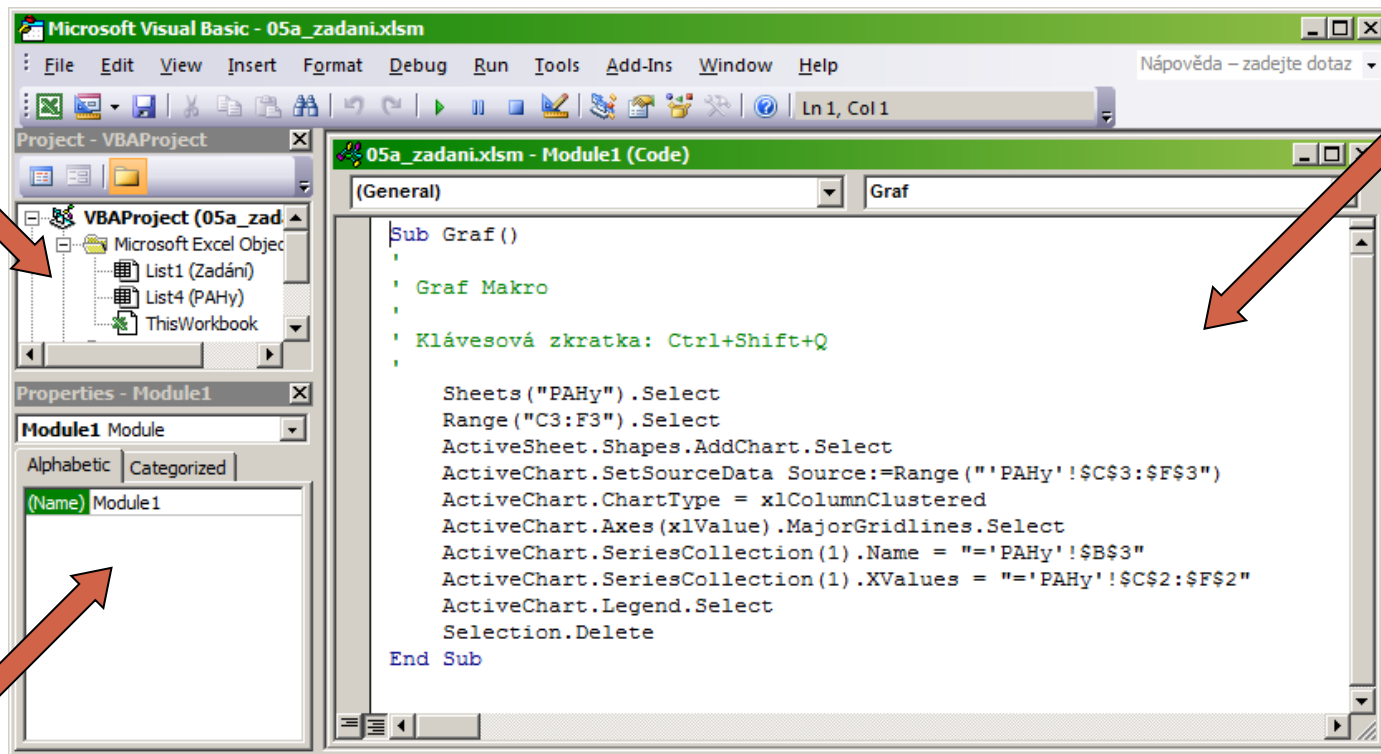 Microsoft Visual Basic - 05a_zadani.xlsm
File Edit View Insert Format Debug Run Tools Add-Ins Window Help
Nápověda – zadejte dotaz
Ln 1, Col 1
Project - VBAProject
VBAProject (05a_zad
Microsoft Excel Objec
List1 (Zadání)
List4 (PAHy)
ThisWorkbook
Properties - Module1
Module1 Module
Alphabetic Categorized
(Name) Module1
05a_zadani.xlsm - Module1 (Code)
(General) Graf
Sub Graf()
'
' Graf Makro
'
' Klávesová zkratka: Ctrl+Shift+Q
'
Sheets("PAHy").Select
Range("C3:F3").Select
ActiveSheet.Shapes.AddChart.Select
ActiveChart.SetSourceData Source:=Range("'PAHy'!$C$3:$F$3")
ActiveChart.ChartType = xlColumnClustered
ActiveChart.Axes(xlValue).MajorGridlines.Select
ActiveChart.SeriesCollection(1).Name = "='PAHy'!$B$3"
ActiveChart.SeriesCollection(1).XValues = "='PAHy'!$C$2:$F$2"
ActiveChart.Legend.Select
Selection.Delete
End Sub